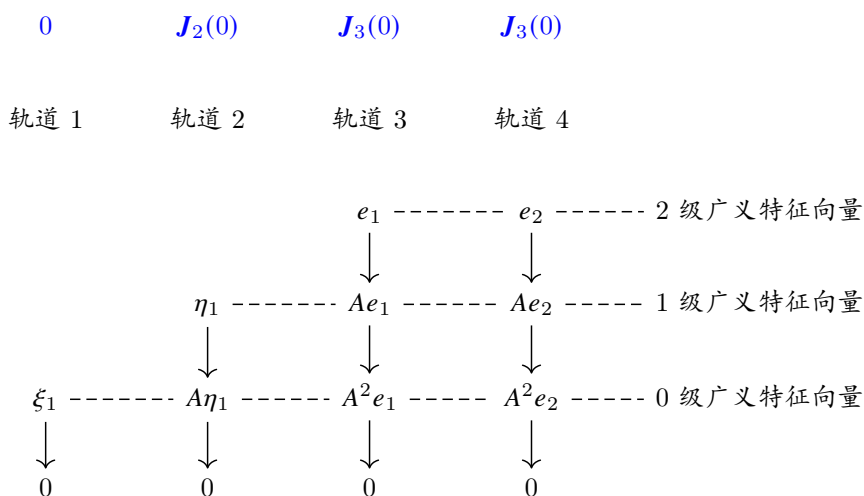 0 J₂(0) J₃(0) J₃(0)
轨道 1 轨道 2 轨道 3 轨道 4
e₁ e₂ 2 级广义特征向量
η₁ Ae₁ Ae₂ 1 级广义特征向量
ξ₁ Aη₁ A²e₁ A²e₂ 0 级广义特征向量
0 0 0 0